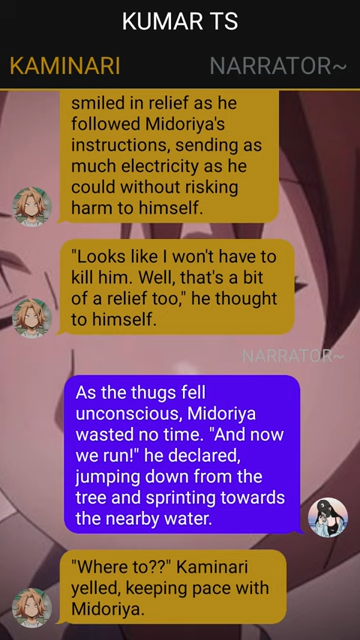 KUMAR TS
KAMINARI NARRATOR~
smiled in relief as he
followed Midoriya's
instructions, sending as
much electricity as he
could without risking
harm to himself.
"Looks like I won't have to
kill him. Well, that's a bit
of a relief too," he thought
to himself.
NARRATOR~
As the thugs fell
unconscious, Midoriya
wasted no time. "And now
we run!" he declared,
jumping down from the
tree and sprinting towards
the nearby water.
"Where to??" Kaminari
yelled, keeping pace with
Midoriya.